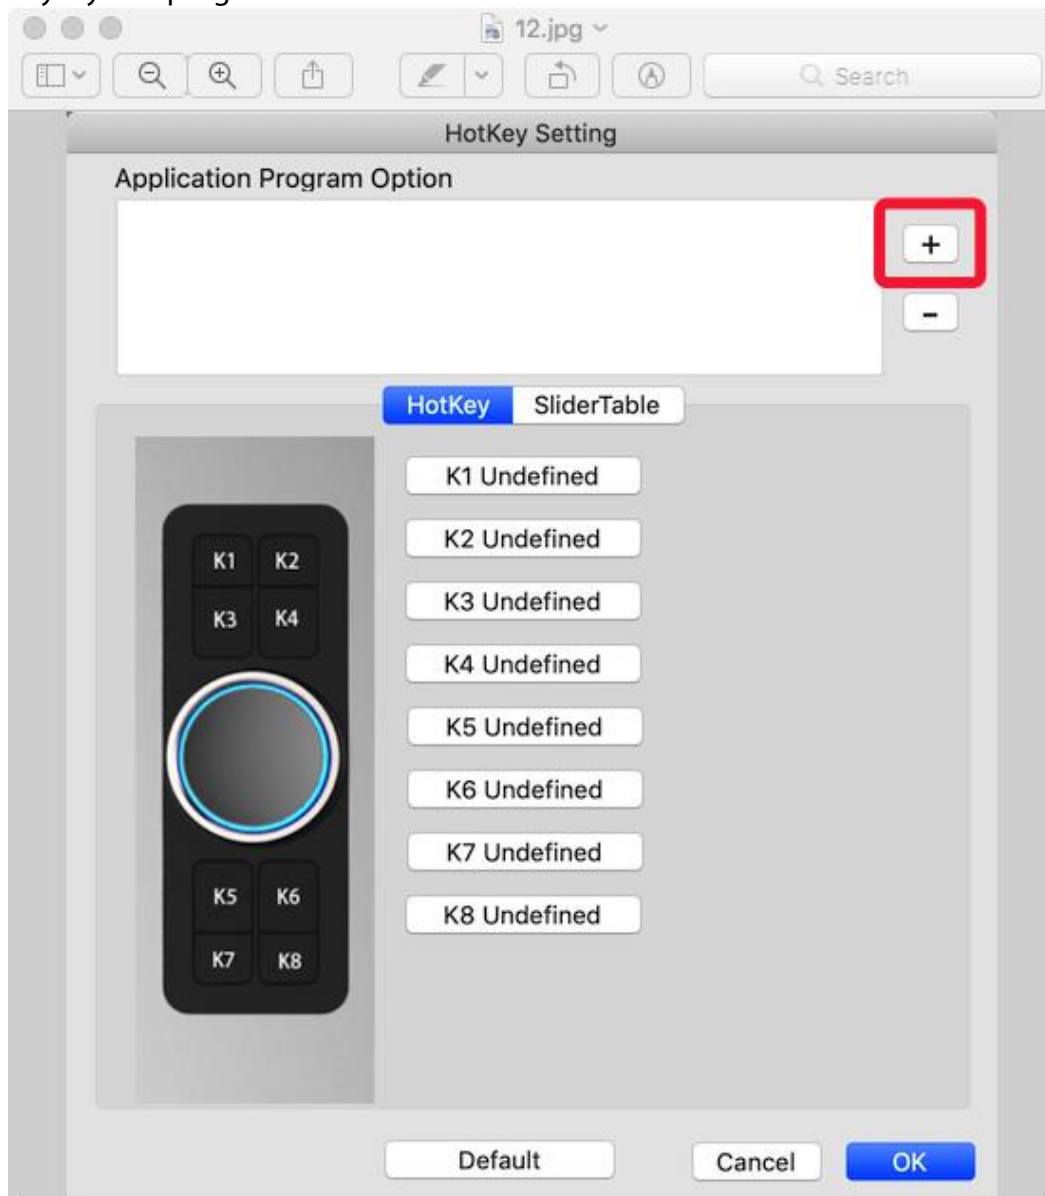 12.jpg
Search
HotKey Setting
Application Program Option
+
-
HotKey SliderTable
K1 Undefined
K2 Undefined
K3 Undefined
K4 Undefined
K5 Undefined
K6 Undefined
K7 Undefined
K8 Undefined
K1 K2
K3 K4
K5 K6
K7 K8
Default Cancel OK